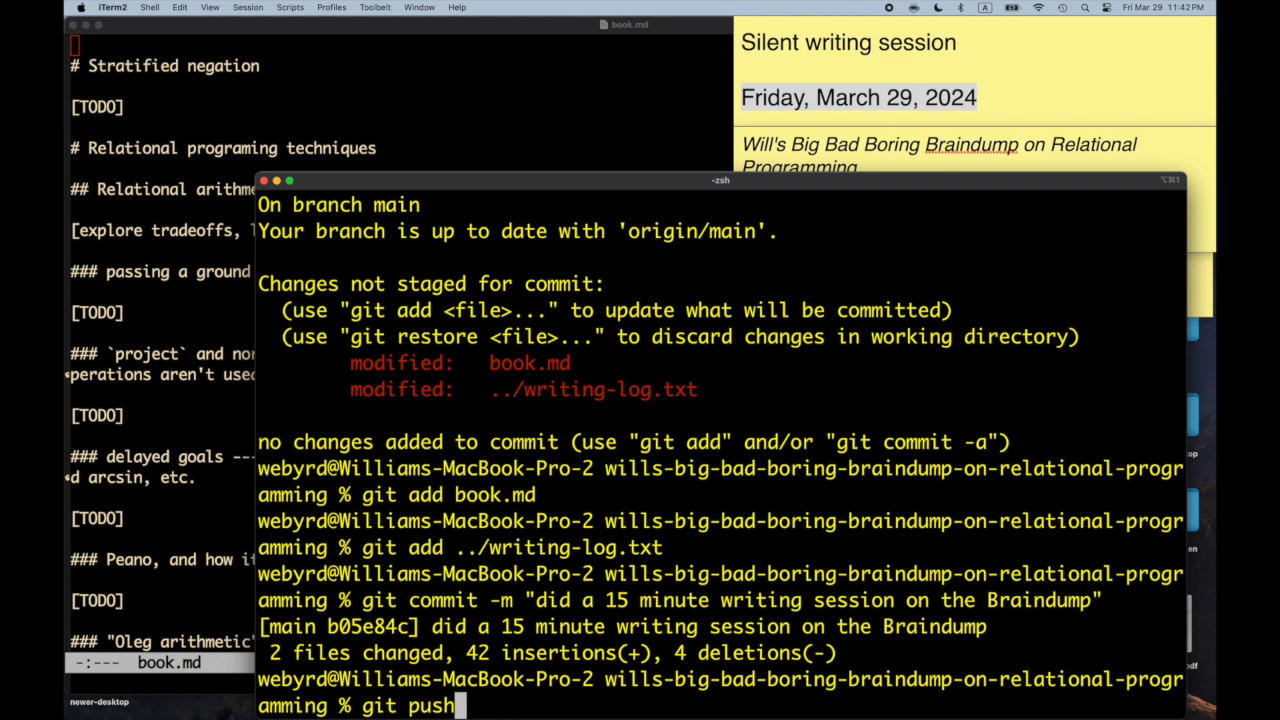 iTerm2 Shell Edit View Session Scripts Profiles Toolbelt Window Help
A
Fri Mar 29 11:42 PM
book.md
# Stratified negation
[TODO]
# Relational programing techniques
## Relational arithme
[explore tradeoffs, l
### passing a ground
[TODO]
### `project` and nor
perations aren't used
[TODO]
### delayed goals --
d arcsin, etc.
[TODO]
### Peano, and how it
[TODO]
### "Oleg arithmetic"
-:--- book.md
newer-desktop
Silent writing session
Friday, March 29, 2024
Will's Big Bad Boring Braindump on Relational
Programming
-zsh
⌥⌘1
On branch main
Your branch is up to date with 'origin/main'.
Changes not staged for commit:
(use "git add <file>..." to update what will be committed)
(use "git restore <file>..." to discard changes in working directory)
modified: book.md
modified: ../writing-log.txt
no changes added to commit (use "git add" and/or "git commit -a")
webyrd@Williams-MacBook-Pro-2 wills-big-bad-boring-braindump-on-relational-progr
amming % git add book.md
webyrd@Williams-MacBook-Pro-2 wills-big-bad-boring-braindump-on-relational-progr
amming % git add ../writing-log.txt
webyrd@Williams-MacBook-Pro-2 wills-big-bad-boring-braindump-on-relational-progr
amming % git commit -m "did a 15 minute writing session on the Braindump"
[main b05e84c] did a 15 minute writing session on the Braindump
2 files changed, 42 insertions(+), 4 deletions(-)
webyrd@Williams-MacBook-Pro-2 wills-big-bad-boring-braindump-on-relational-progr
amming % git push
top
en
pdf